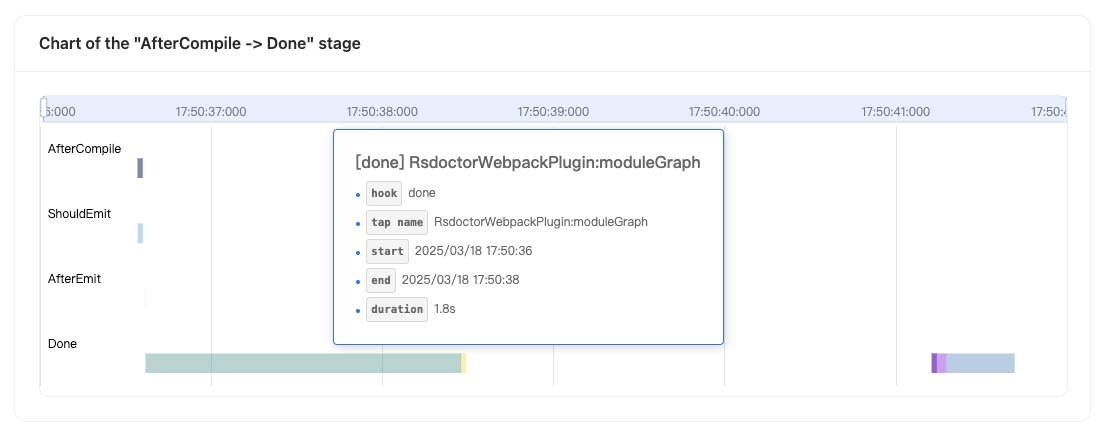 Chart of the "AfterCompile -> Done" stage
6:000 17:50:37:000 17:50:38:000 17:50:39:000 17:50:40:000 17:50:41:000 17:50:4
AfterCompile
[done] RsdoctorWebpackPlugin:moduleGraph
hook done
ShouldEmit
tap name RsdoctorWebpackPlugin:moduleGraph
start 2025/03/18 17:50:36
AfterEmit
end 2025/03/18 17:50:38
duration 1.8s
Done